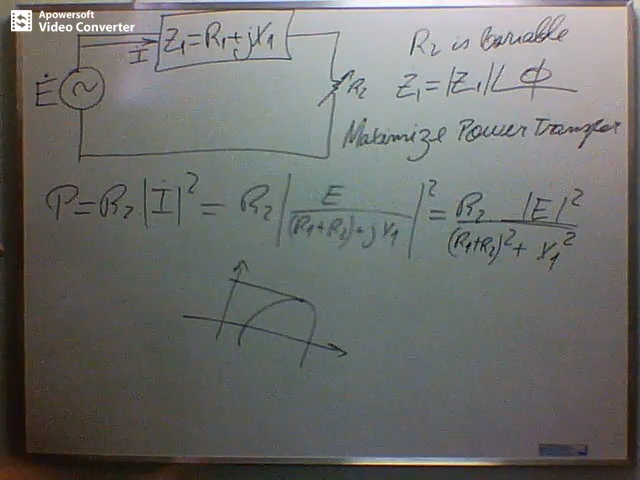 Apowersoft
Video Converter
Z₁=R₁+jX₁
İ
Ė
R₂
R₂ is Variable
Z₁=|Z₁|∠Φ
Maximize Power Transfer
P=R₂|İ|²= R₂|E/((R₁+R₂)+jX₁)|²= R₂|E|²/((R₁+R₂)²+X₁²)